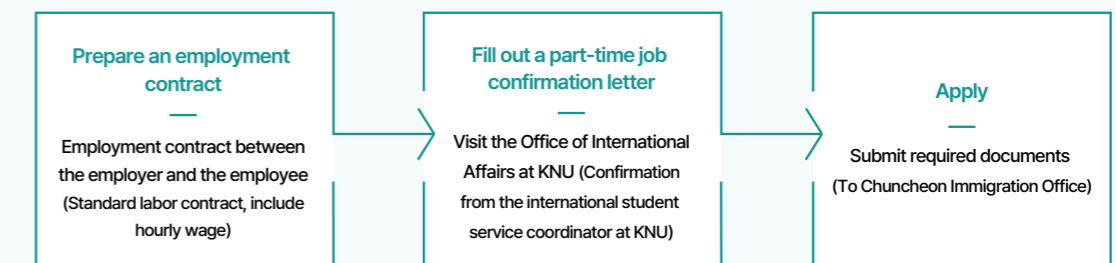 Prepare an employment
contract
Employment contract between
the employer and the employee
(Standard labor contract, include
hourly wage)
Fill out a part-time job
confirmation letter
Visit the Office of International
Affairs at KNU (Confirmation
from the international student
service coordinator at KNU)
Apply
Submit required documents
(To Chuncheon Immigration Office)